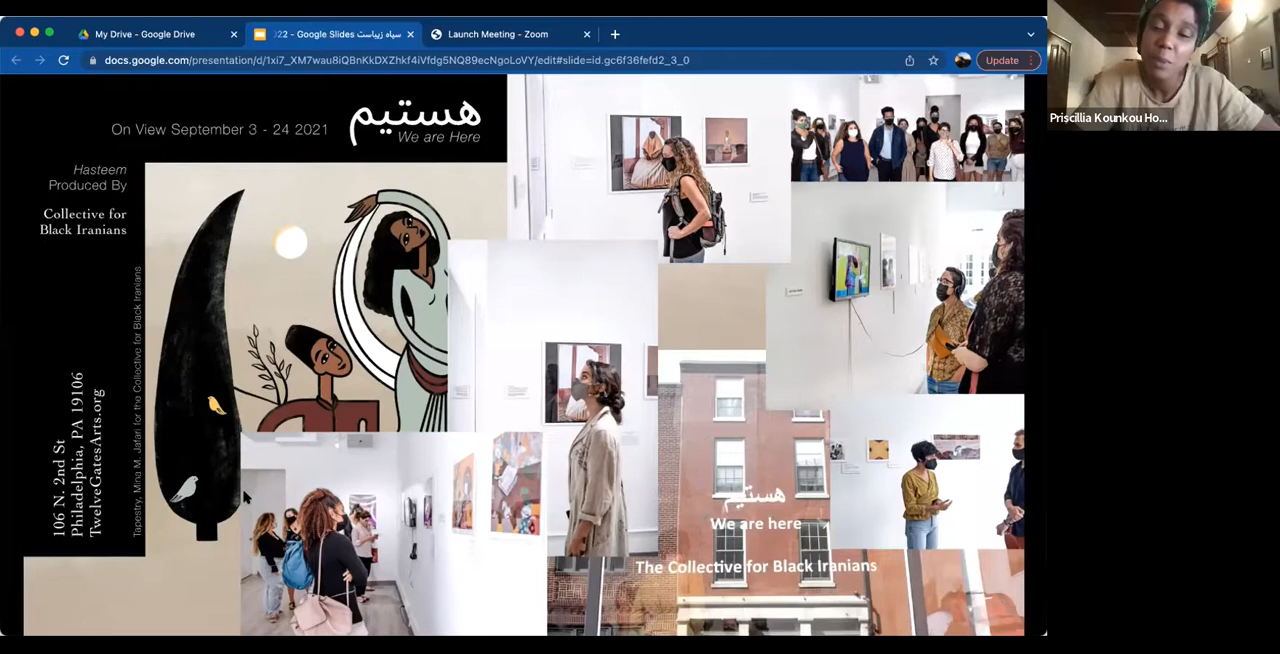 My Drive - Google Drive
سیاه زیباست 022 - Google Slides
Launch Meeting - Zoom
docs.google.com/presentation/d/1xi7_XM7wau8iQBnKkDXZhkf4iVfdg5NQ89ecNgoLoVY/edit#slide=id.gc6f36fefd2_3_0
Update
Priscillia Kounkou Ho...
هستیم
On View September 3 - 24 2021
We are Here
Hasteem
Produced By
Collective for
Black Iranians
106 N. 2nd St
Philadelphia, PA 19106
TwelveGatesArts.org
Tapestry, Mina M. Jafari for the Collective for Black Iranians
هستیم
We are here
The Collective for Black Iranians